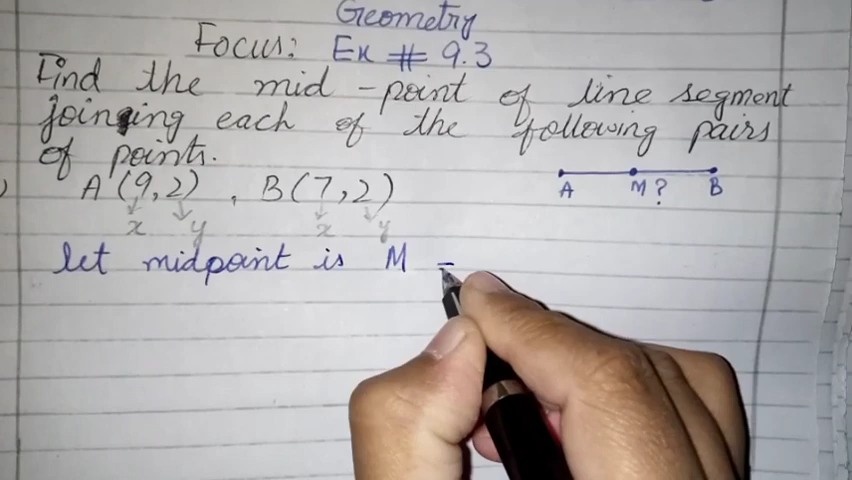 Geometry
Focus: Ex # 9.3
Find the mid-point of line segment
joining each of the following pairs
of points.
) A(9,2) , B(7,2)
A M? B
x y x y
let midpoint is M =